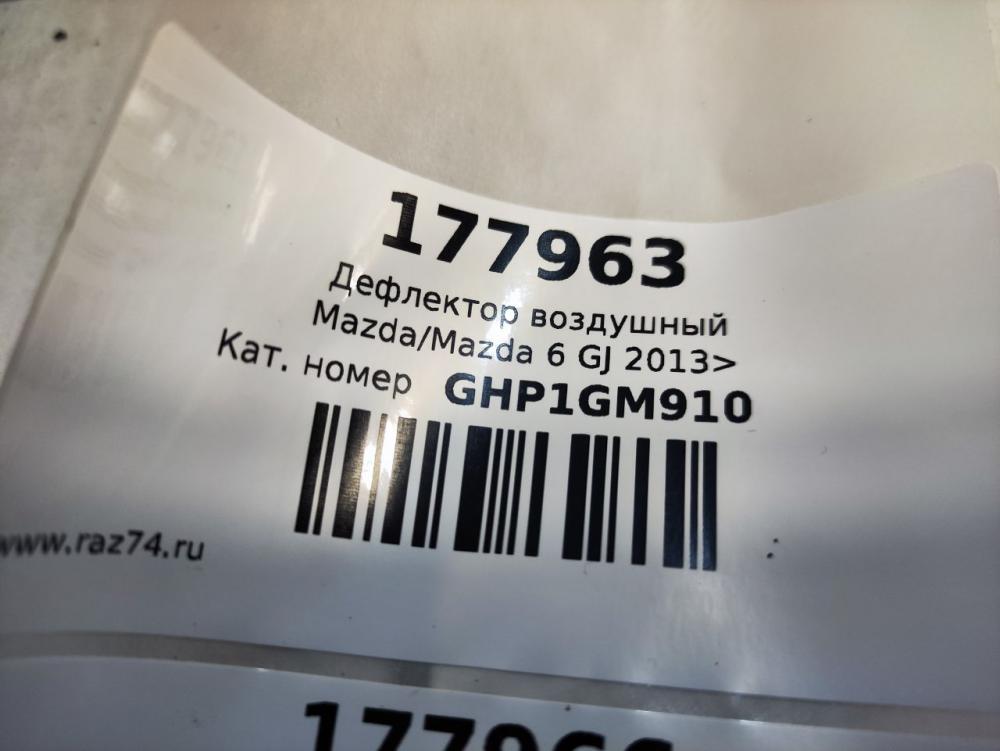 177963
Дефлектор воздушный
Mazda/Mazda 6 GJ 2013>
Кат. номер GHP1GM910
www.raz74.ru